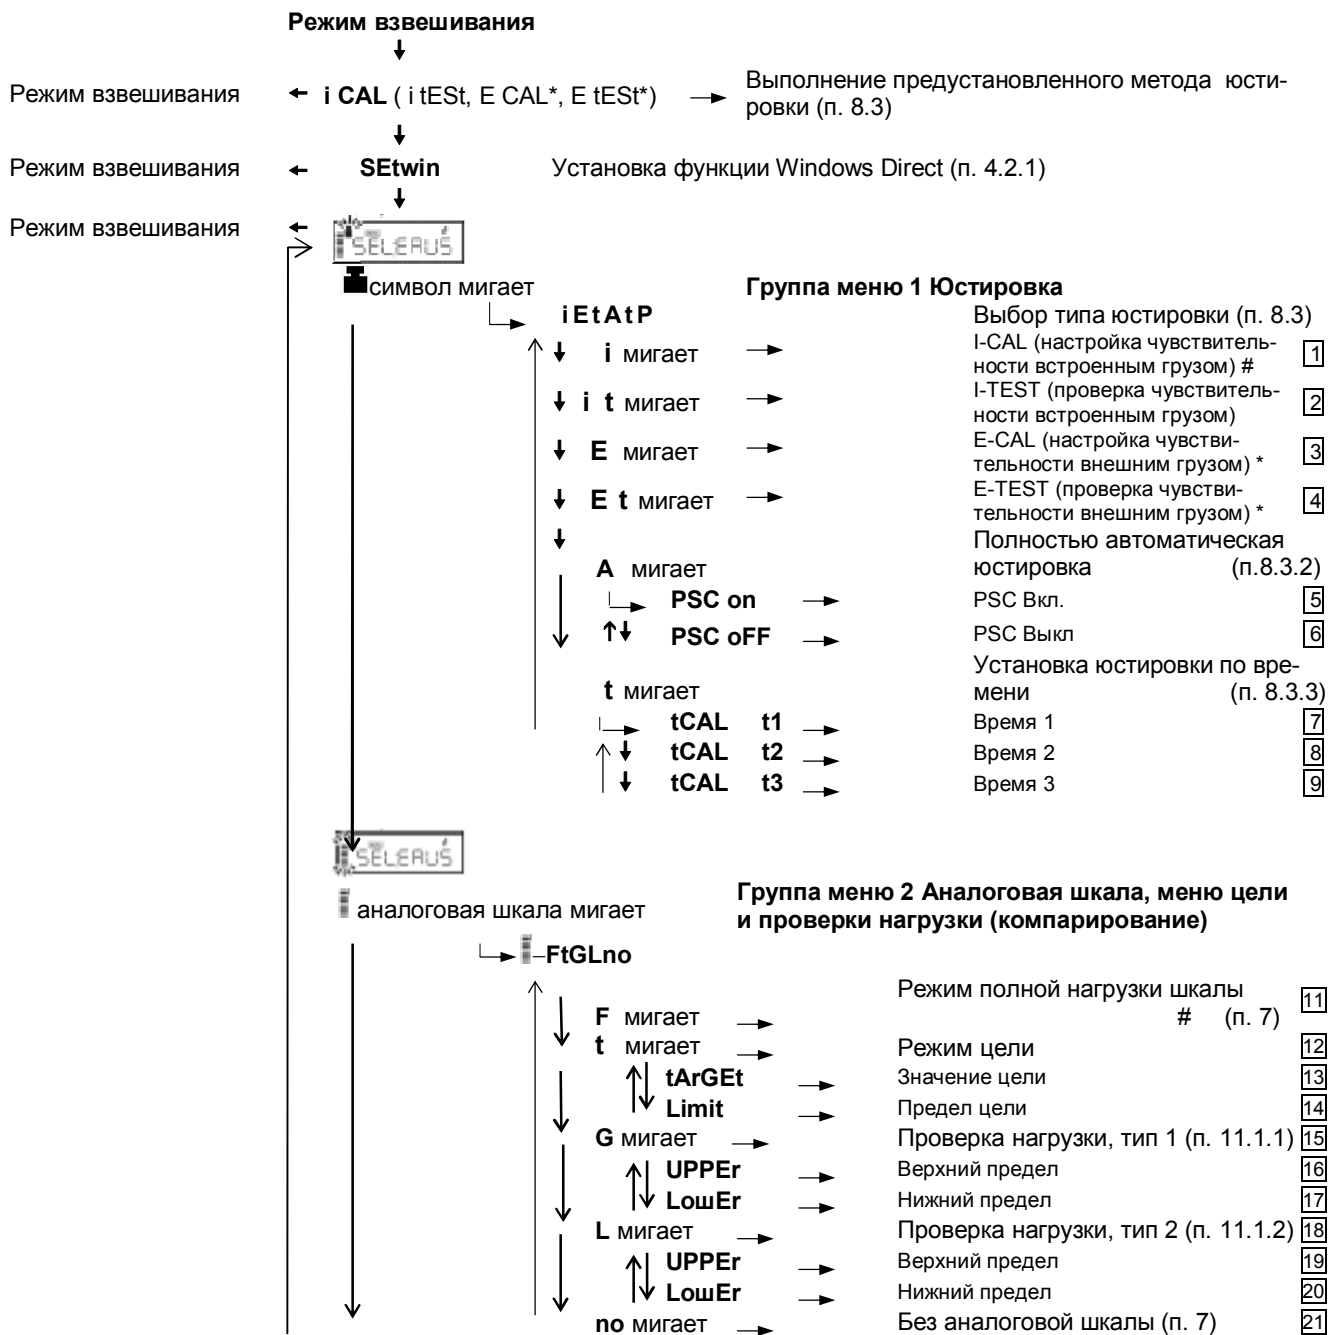 Режим взвешивания
Режим взвешивания i CAL ( i tESt, E CAL*, E tESt*) Выполнение предустановленного метода юсти-
ровки (п. 8.3)
Режим взвешивания SEtwin Установка функции Windows Direct (п. 4.2.1)
Режим взвешивания
SELERUS
символ мигает Группа меню 1 Юстировка
i E t A t P Выбор типа юстировки (п. 8.3)
i мигает I-CAL (настройка чувствитель-
ности встроенным грузом) # 1
i t мигает I-TEST (проверка чувствитель-
ности встроенным грузом) 2
E мигает E-CAL (настройка чувстви-
тельности внешним грузом) * 3
E t мигает E-TEST (проверка чувстви-
тельности внешним грузом) * 4
Полностью автоматическая
A мигает юстировка (п.8.3.2)
PSC on PSC Вкл. 5
PSC oFF PSC Выкл 6
Установка юстировки по вре-
t мигает мени (п. 8.3.3)
tCAL t1 Время 1 7
tCAL t2 Время 2 8
tCAL t3 Время 3 9
SELERUS
аналоговая шкала мигает Группа меню 2 Аналоговая шкала, меню цели
и проверки нагрузки (компарирование)
FtGLno
Режим полной нагрузки шкалы 11
F мигает # (п. 7)
t мигает Режим цели 12
tArGEt Значение цели 13
Limit Предел цели 14
G мигает Проверка нагрузки, тип 1 (п. 11.1.1) 15
UPPEr Верхний предел 16
LoшEr Нижний предел 17
L мигает Проверка нагрузки, тип 2 (п. 11.1.2) 18
UPPEr Верхний предел 19
LoшEr Нижний предел 20
no мигает Без аналоговой шкалы (п. 7) 21